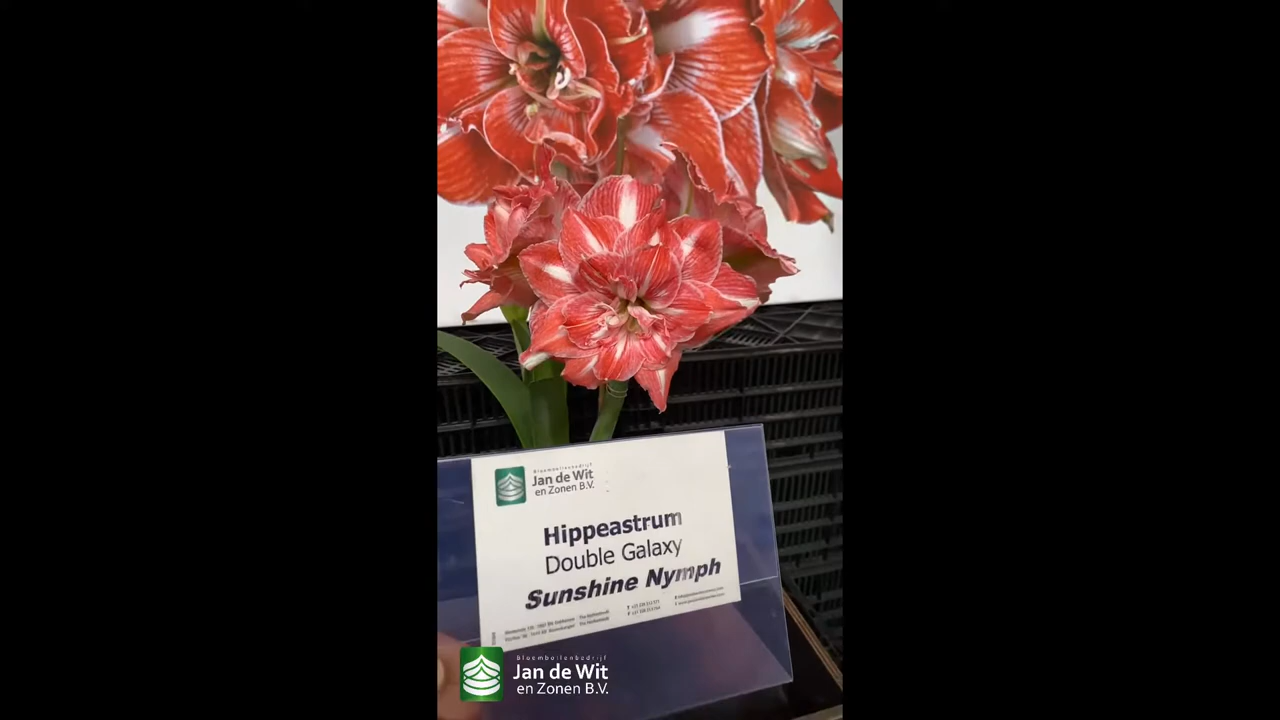 Bloembollenbedrijf
Jan de Wit
en Zonen B.V.
Hippeastrum
Double Galaxy
Sunshine Nymph
Bloembollenbedrijf
Jan de Wit
en Zonen B.V.